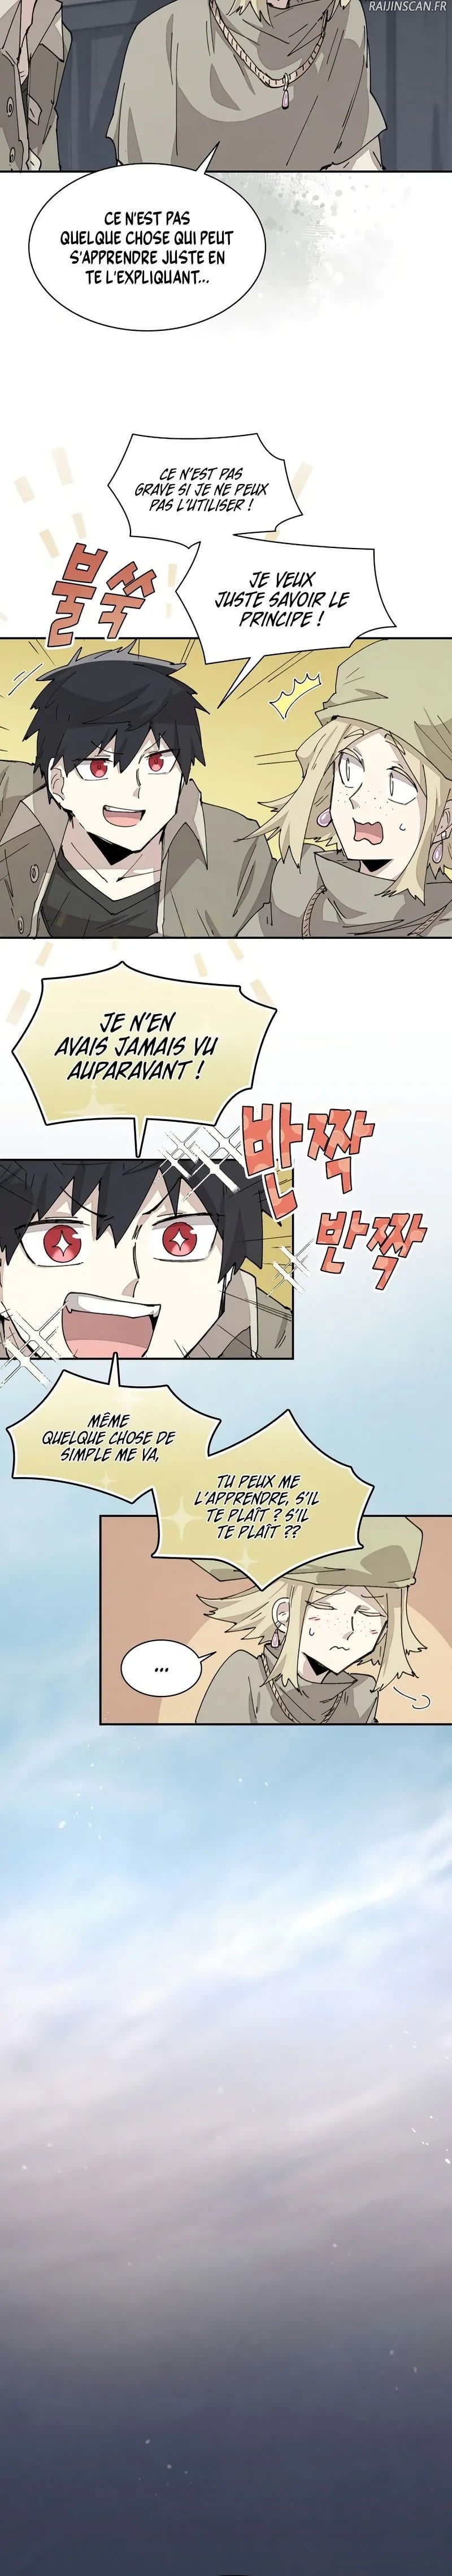 RAIJINSCAN.FR
CE N'EST PAS
QUELQUE CHOSE QUI PEUT
S'APPRENDRE JUSTE EN
TE L'EXPLIQUANT...
CE N'EST PAS
GRAVE SI JE NE PEUX
PAS L'UTILISER !
JE VEUX
JUSTE SAVOIR LE
PRINCIPE !
불쑥
JE N'EN
AVAIS JAMAIS VU
AUPARAVANT !
반짝
반짝
MÊME
QUELQUE CHOSE DE
SIMPLE ME VA,
TU PEUX ME
L'APPRENDRE, S'IL
TE PLAÎT ? S'IL
TE PLAÎT ??
...